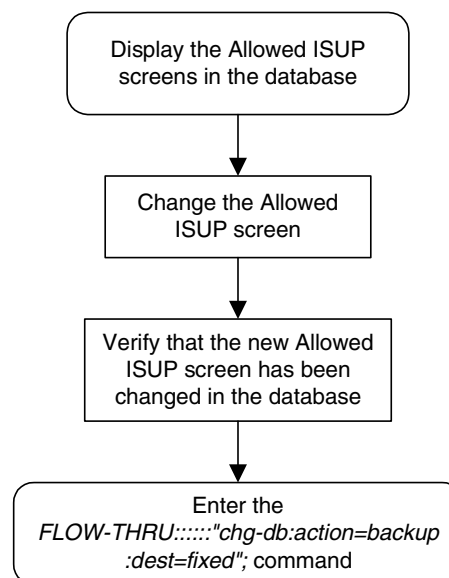 Display the Allowed ISUP
screens in the database
Change the Allowed
ISUP screen
Verify that the new Allowed
ISUP screen has been
changed in the database
Enter the
FLOW-THRU::::::"chg-db:action=backup
:dest=fixed"; command